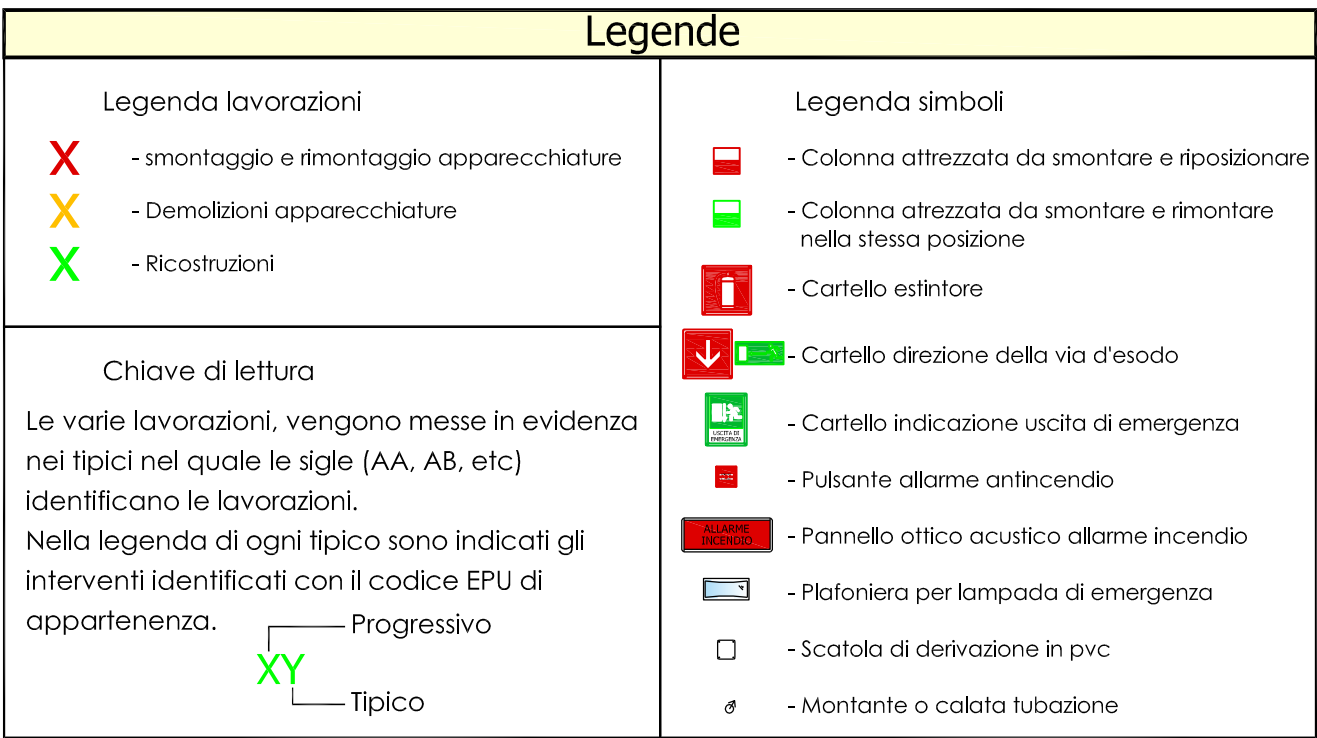 Legende
Legenda lavorazioni
X - smontaggio e rimontaggio apparecchiature
X - Demolizioni apparecchiature
X - Ricostruzioni
Chiave di lettura
Le varie lavorazioni, vengono messe in evidenza
nei tipici nel quale le sigle (AA, AB, etc)
identificano le lavorazioni.
Nella legenda di ogni tipico sono indicati gli
interventi identificati con il codice EPU di
appartenenza.
Progressivo
XY
Tipico
Legenda simboli
- Colonna attrezzata da smontare e riposizionare
- Colonna atrezzata da smontare e rimontare
nella stessa posizione
- Cartello estintore
- Cartello direzione della via d'esodo
USCITA DI
EMERGENZA
- Cartello indicazione uscita di emergenza
- Pulsante allarme antincendio
ALLARME
INCENDIO
- Pannello ottico acustico allarme incendio
- Plafoniera per lampada di emergenza
- Scatola di derivazione in pvc
- Montante o calata tubazione